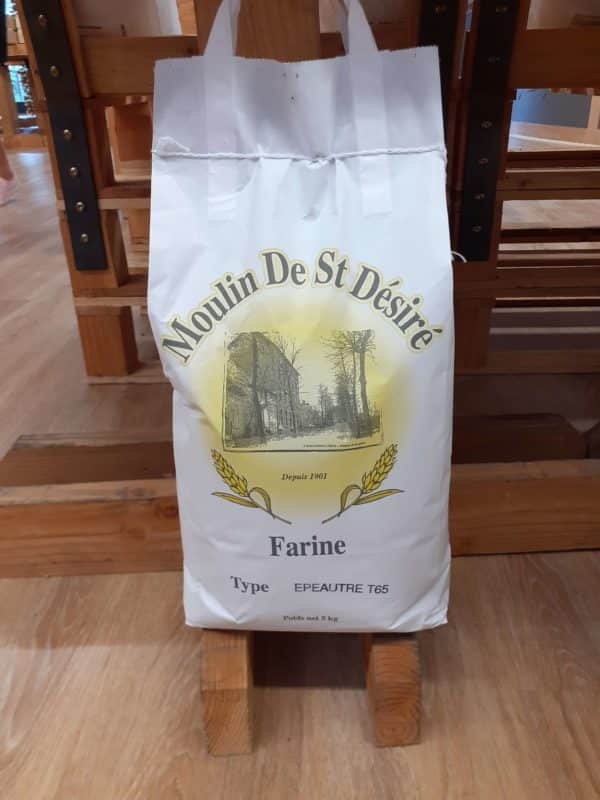 Moulin De St Désiré
Depuis 1901
Farine
Type EPEAUTRE T65
Poids net 5 kg